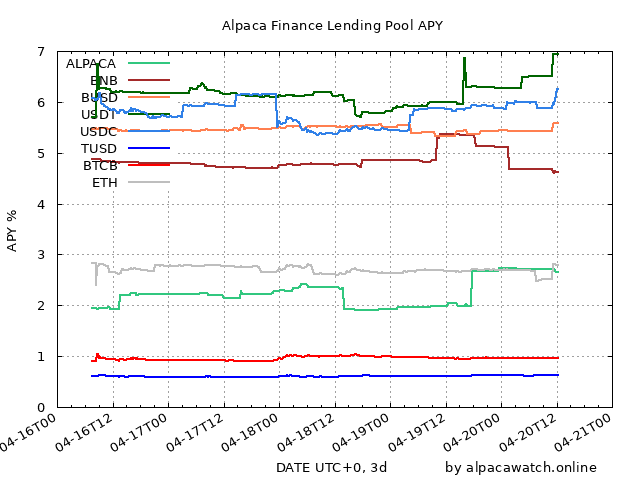 Alpaca Finance Lending Pool APY
7
6
5
4
3
2
1
0
APY %
ALPACA
BNB
BUSD
USDT
USDC
TUSD
BTCB
ETH
04-16T00
04-16T12
04-17T00
04-17T12
04-18T00
04-18T12
04-19T00
04-19T12
04-20T00
04-20T12
04-21T00
DATE UTC+0, 3d
by alpacawatch.online